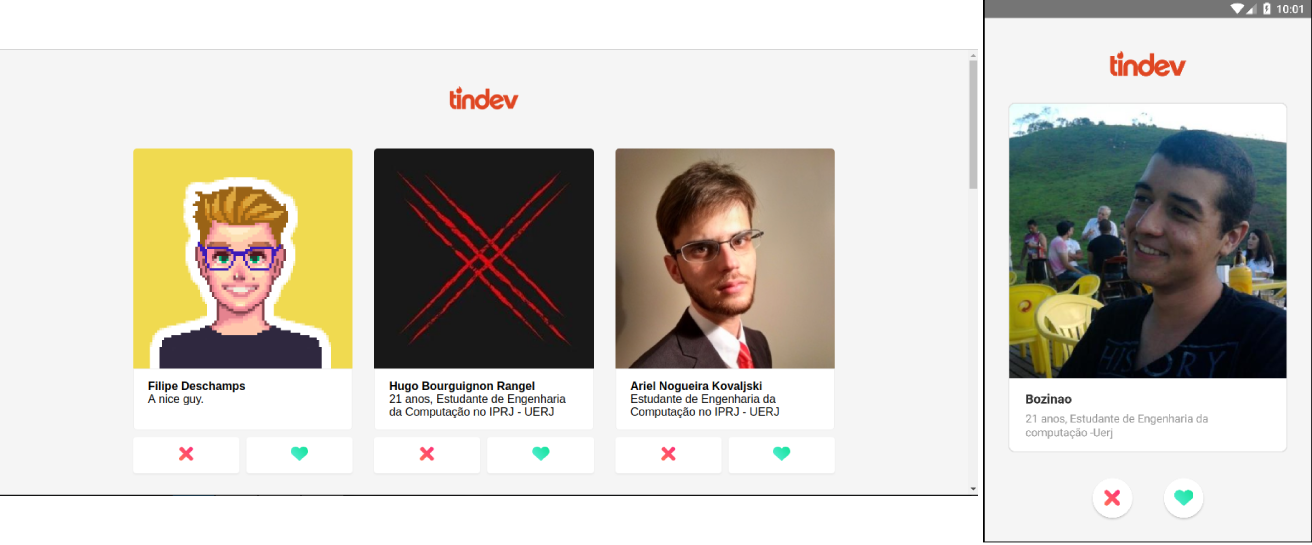 tindev
Filipe Deschamps
A nice guy.
Hugo Bourguignon Rangel
21 anos, Estudante de Engenharia
da Computação no IPRJ - UERJ
Ariel Nogueira Kovaljski
Estudante de Engenharia da
Computação no IPRJ - UERJ
10:01
tindev
HISTORY
Bozinao
21 anos, Estudante de Engenharia da
computação -Uerj